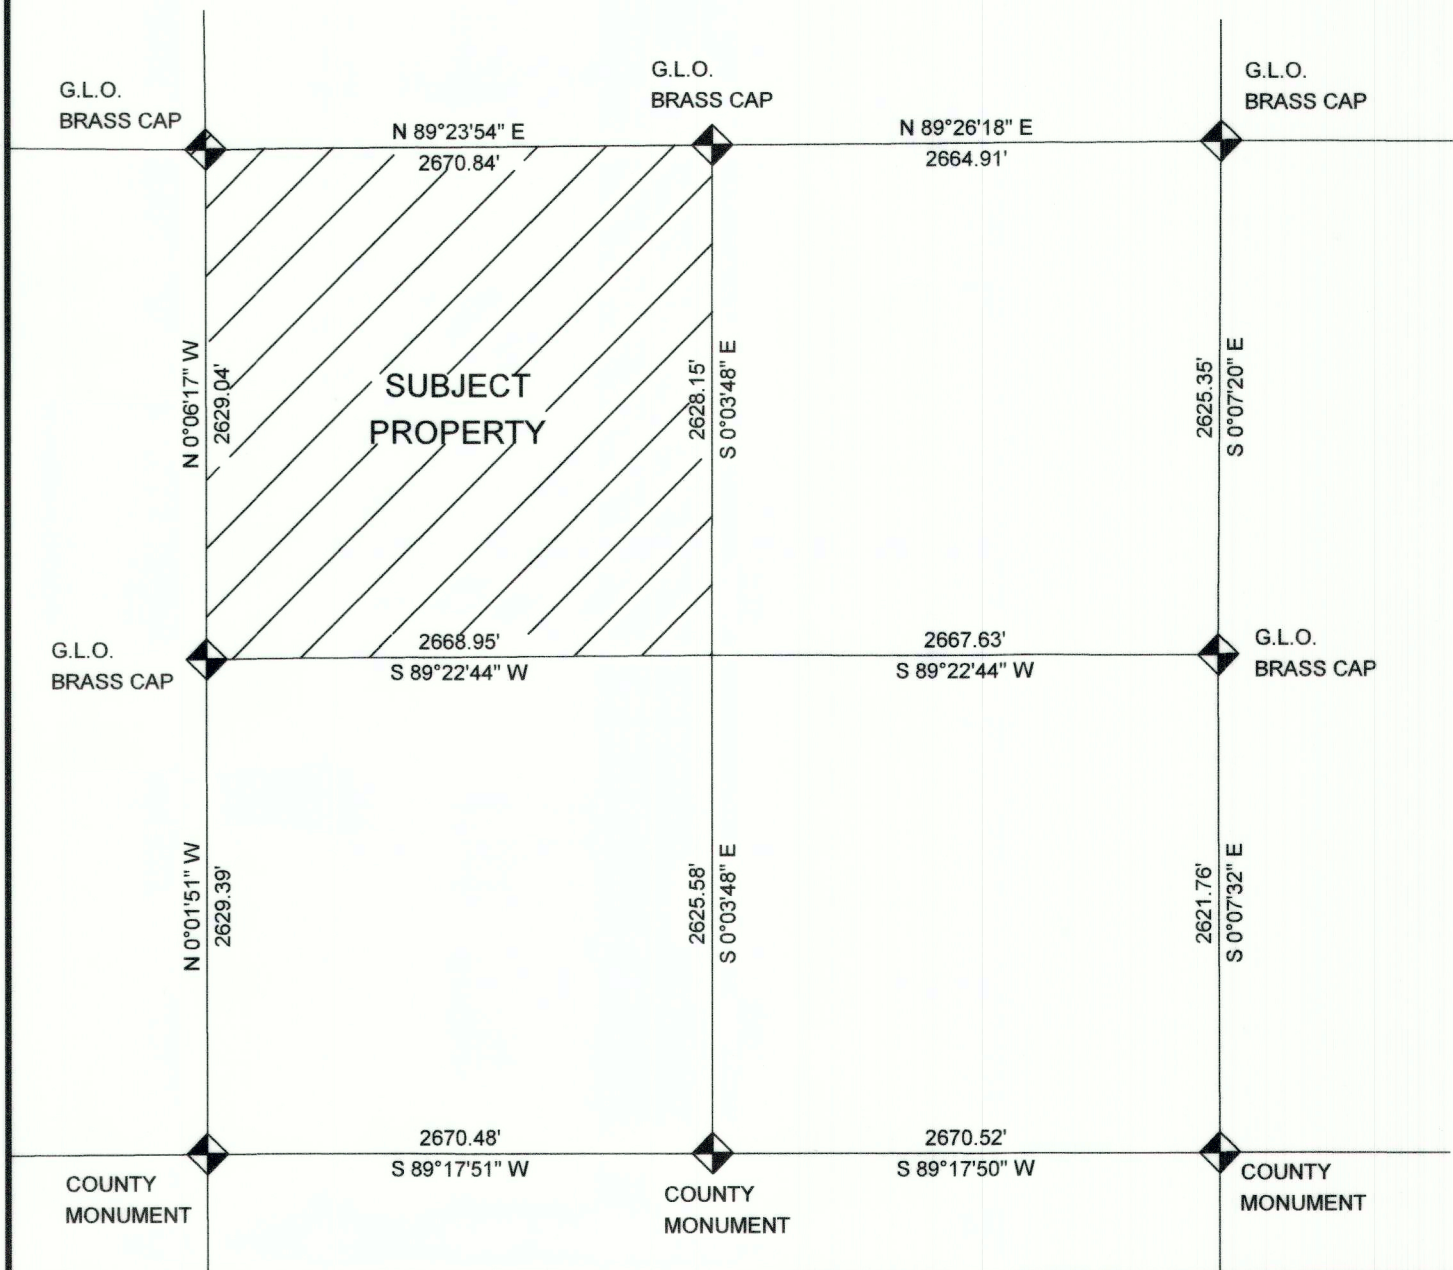 G.L.O.
BRASS CAP
G.L.O.
BRASS CAP
G.L.O.
BRASS CAP
N 89°23'54" E
2670.84'
N 89°26'18" E
2664.91'
N 0°06'17" W
2629.04'
SUBJECT
PROPERTY
2628.15'
S 0°03'48" E
2625.35'
S 0°07'20" E
G.L.O.
BRASS CAP
2668.95'
S 89°22'44" W
2667.63'
S 89°22'44" W
G.L.O.
BRASS CAP
N 0°01'51" W
2629.39'
2625.58'
S 0°03'48" E
2621.76'
S 0°07'32" E
2670.48'
S 89°17'51" W
2670.52'
S 89°17'50" W
COUNTY
MONUMENT
COUNTY
MONUMENT
COUNTY
MONUMENT